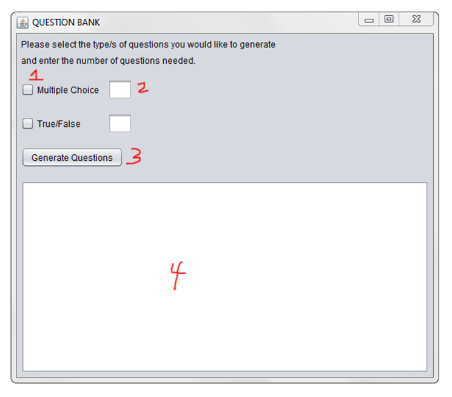 QUESTION BANK
Please select the type/s of questions you would like to generate
and enter the number of questions needed.
1
Multiple Choice 2
True/False
Generate Questions 3
4